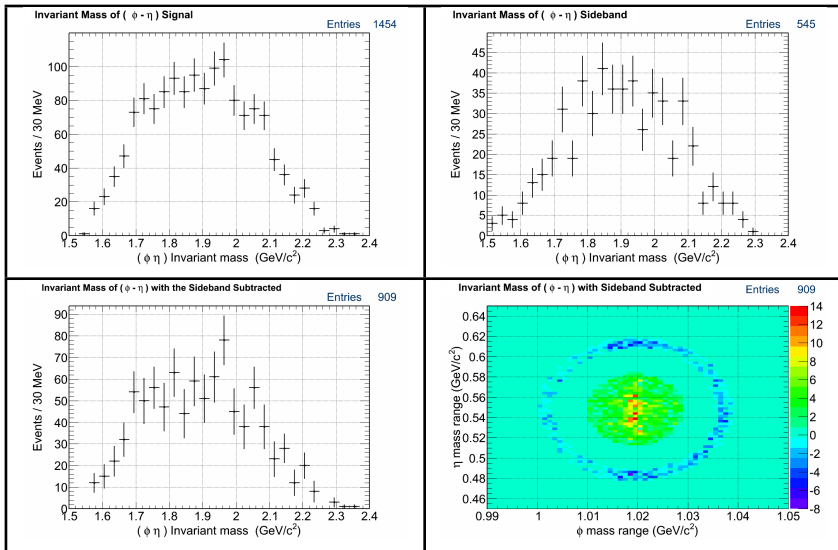 Invariant Mass of ( ϕ - η ) Signal
Entries 1454
Events / 30 MeV
100
80
60
40
20
0
1.5 1.6 1.7 1.8 1.9 2 2.1 2.2 2.3 2.4
( ϕ η ) Invariant mass (GeV/c²)
Invariant Mass of ( ϕ - η ) Sideband
Entries 545
Events / 30 MeV
45
40
35
30
25
20
15
10
5
0
1.5 1.6 1.7 1.8 1.9 2 2.1 2.2 2.3 2.4
( ϕ η ) Invariant mass (GeV/c²)
Invariant Mass of ( ϕ - η ) with the Sideband Subtracted
Entries 909
Events / 30 MeV
90
80
70
60
50
40
30
20
10
0
1.5 1.6 1.7 1.8 1.9 2 2.1 2.2 2.3 2.4
( ϕ η ) Invariant mass (GeV/c²)
Invariant Mass of ( ϕ - η ) with Sideband Subtracted
Entries 909
η mass range (GeV/c²)
0.64
0.62
0.6
0.58
0.56
0.54
0.52
0.5
0.48
0.46
0.99 1 1.01 1.02 1.03 1.04 1.05
ϕ mass range (GeV/c²)
14
12
10
8
6
4
2
0
-2
-4
-6
-8